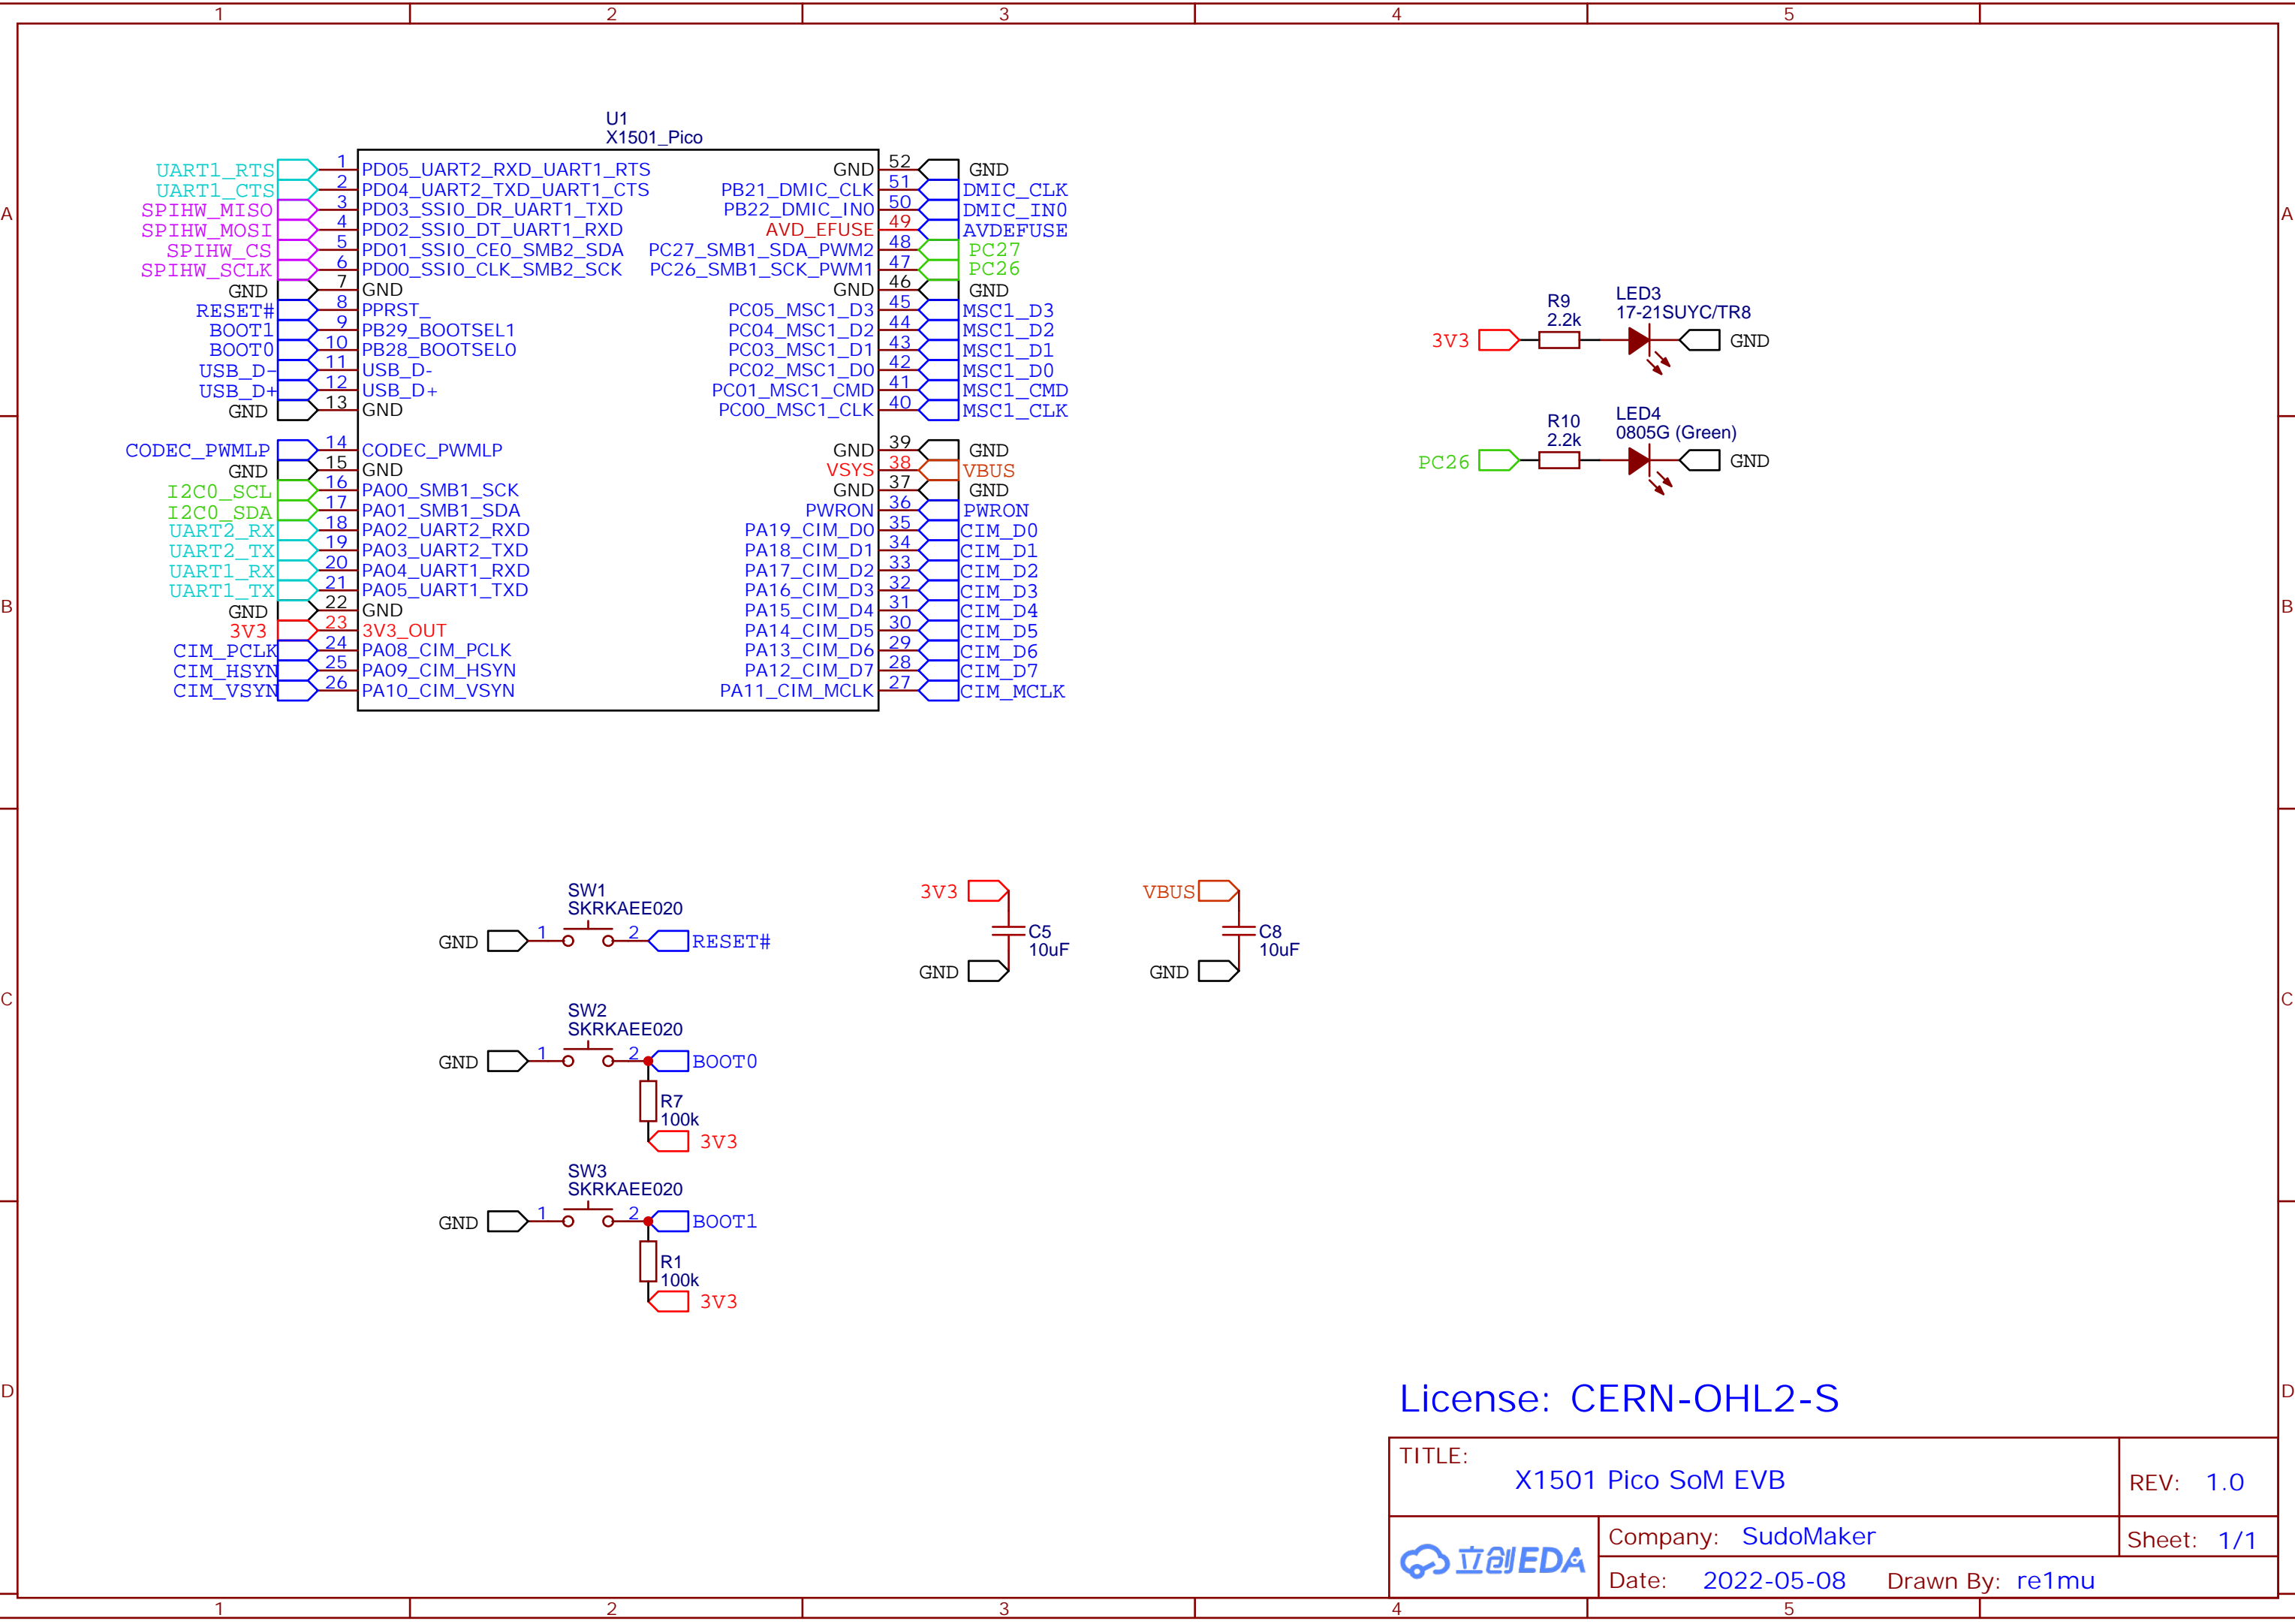 1 2 3 4 5
A A
B B
C C
D D
U1
X1501_Pico
UART1_RTS 1 PD05_UART2_RXD_UART1_RTS
UART1_CTS 2 PD04_UART2_TXD_UART1_CTS
SPIHW_MISO 3 PD03_SSI0_DR_UART1_TXD
SPIHW_MOSI 4 PD02_SSI0_DT_UART1_RXD
SPIHW_CS 5 PD01_SSI0_CE0_SMB2_SDA
SPIHW_SCLK 6 PD00_SSI0_CLK_SMB2_SCK
GND 7 GND
RESET# 8 PPRST_
BOOT1 9 PB29_BOOTSEL1
BOOT0 10 PB28_BOOTSEL0
USB_D- 11 USB_D-
USB_D+ 12 USB_D+
GND 13 GND
CODEC_PWMLP 14 CODEC_PWMLP
GND 15 GND
I2C0_SCL 16 PA00_SMB1_SCK
I2C0_SDA 17 PA01_SMB1_SDA
UART2_RX 18 PA02_UART2_RXD
UART2_TX 19 PA03_UART2_TXD
UART1_RX 20 PA04_UART1_RXD
UART1_TX 21 PA05_UART1_TXD
GND 22 GND
3V3 23 3V3_OUT
CIM_PCLK 24 PA08_CIM_PCLK
CIM_HSYN 25 PA09_CIM_HSYN
CIM_VSYN 26 PA10_CIM_VSYN
GND 52 GND
PB21_DMIC_CLK 51 DMIC_CLK
PB22_DMIC_IN0 50 DMIC_IN0
AVD_EFUSE 49 AVDEFUSE
PC27_SMB1_SDA_PWM2 48 PC27
PC26_SMB1_SCK_PWM1 47 PC26
GND 46 GND
PC05_MSC1_D3 45 MSC1_D3
PC04_MSC1_D2 44 MSC1_D2
PC03_MSC1_D1 43 MSC1_D1
PC02_MSC1_D0 42 MSC1_D0
PC01_MSC1_CMD 41 MSC1_CMD
PC00_MSC1_CLK 40 MSC1_CLK
GND 39 GND
VSYS 38 VBUS
GND 37 GND
PWRON 36 PWRON
PA19_CIM_D0 35 CIM_D0
PA18_CIM_D1 34 CIM_D1
PA17_CIM_D2 33 CIM_D2
PA16_CIM_D3 32 CIM_D3
PA15_CIM_D4 31 CIM_D4
PA14_CIM_D5 30 CIM_D5
PA13_CIM_D6 29 CIM_D6
PA12_CIM_D7 28 CIM_D7
PA11_CIM_MCLK 27 CIM_MCLK
R9
2.2k
LED3
17-21SUYC/TR8
3V3 GND
R10
2.2k
LED4
0805G (Green)
PC26 GND
SW1
SKRKAEE020
GND 1 2 RESET#
SW2
SKRKAEE020
GND 1 2 BOOT0
R7
100k
3V3
SW3
SKRKAEE020
GND 1 2 BOOT1
R1
100k
3V3
3V3
C5
10uF
GND
VBUS
C8
10uF
GND
License: CERN-OHL2-S
TITLE:
X1501 Pico SoM EVB
REV: 1.0
立创EDA
Company: SudoMaker
Sheet: 1/1
Date: 2022-05-08 Drawn By: re1mu
1 2 3 4 5